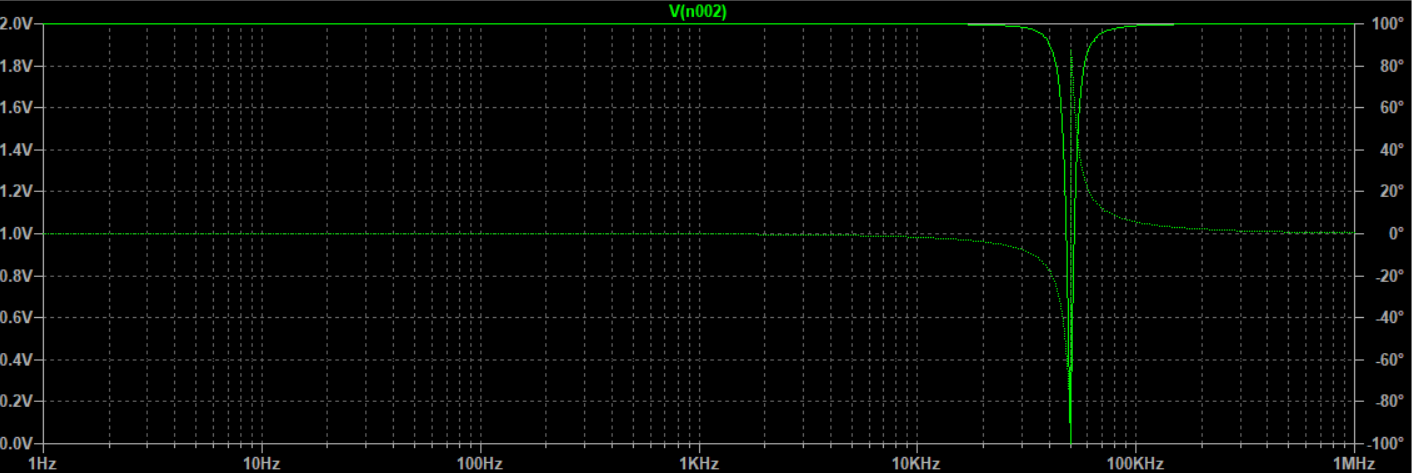 V(n002)
2.0V 100°
1.8V 80°
1.6V 60°
1.4V 40°
1.2V 20°
1.0V 0°
0.8V -20°
0.6V -40°
0.4V -60°
0.2V -80°
0.0V -100°
1Hz 10Hz 100Hz 1KHz 10KHz 100KHz 1MHz